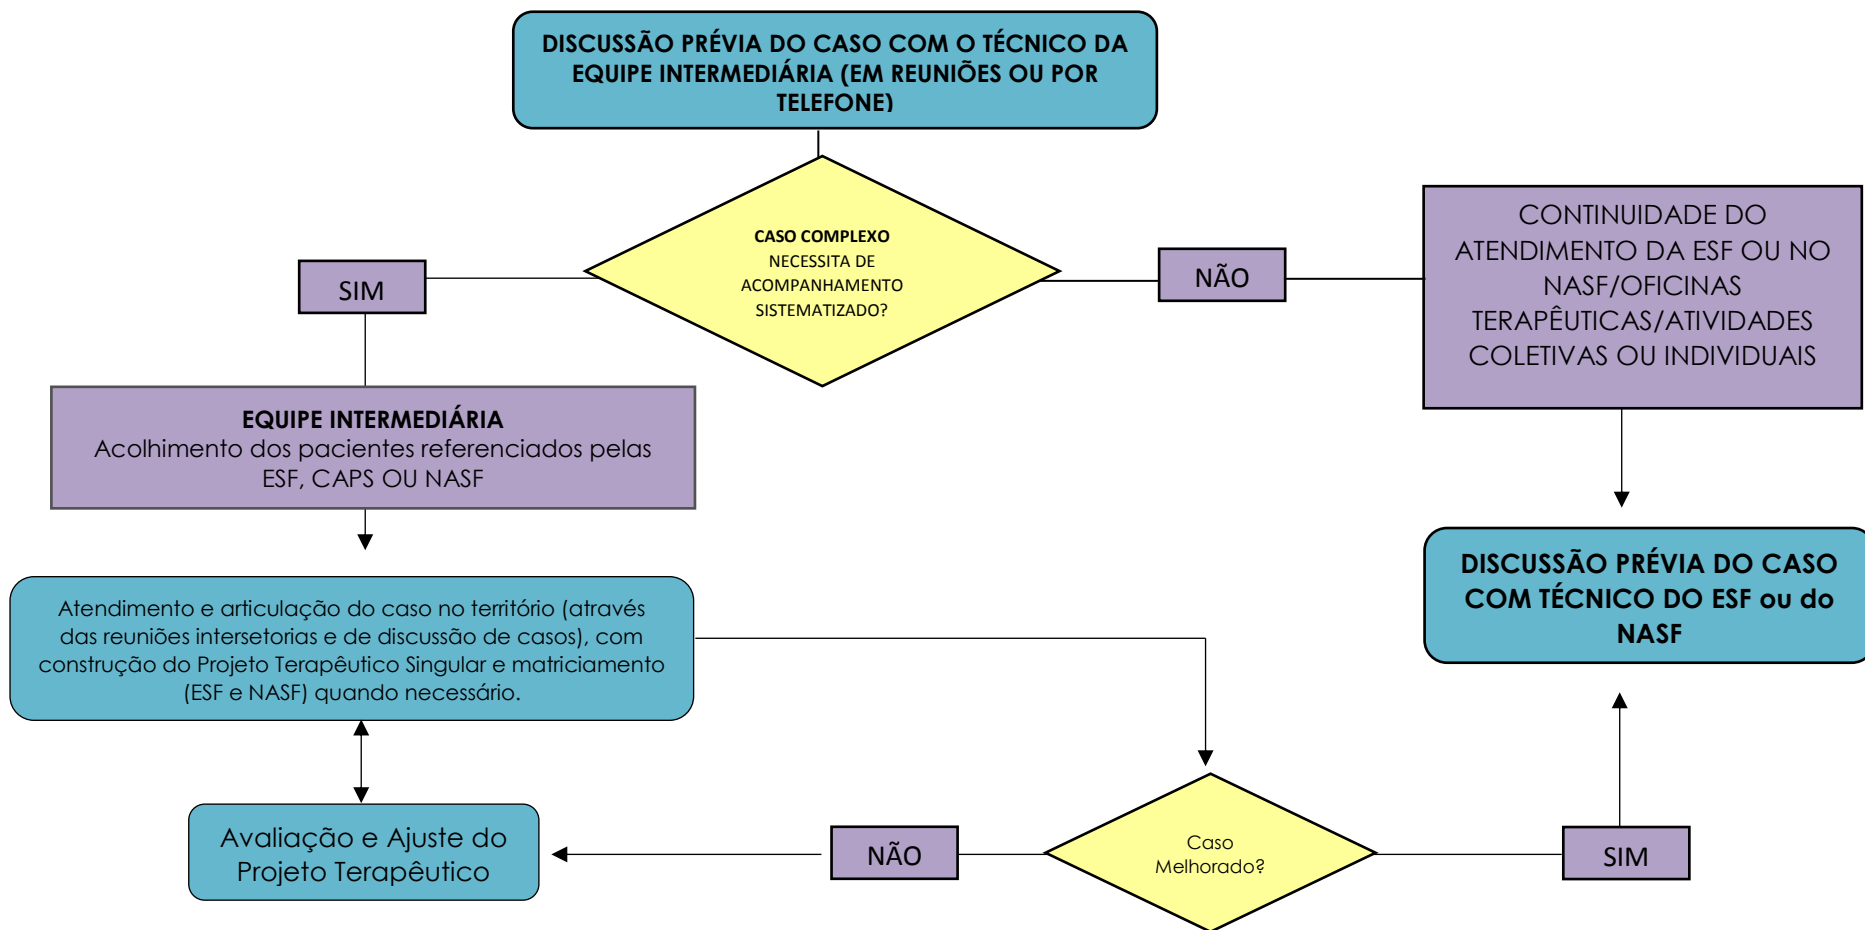 DISCUSSÃO PRÉVIA DO CASO COM O TÉCNICO DA
EQUIPE INTERMEDIÁRIA (EM REUNIÕES OU POR
TELEFONE)
CASO COMPLEXO
NECESSITA DE
ACOMPANHAMENTO
SISTEMATIZADO?
SIM
NÃO
CONTINUIDADE DO
ATENDIMENTO DA ESF OU NO
NASF/OFICINAS
TERAPÊUTICAS/ATIVIDADES
COLETIVAS OU INDIVIDUAIS
EQUIPE INTERMEDIÁRIA
Acolhimento dos pacientes referenciados pelas
ESF, CAPS OU NASF
DISCUSSÃO PRÉVIA DO CASO
COM TÉCNICO DO ESF ou do
NASF
Atendimento e articulação do caso no território (através
das reuniões intersetorias e de discussão de casos), com
construção do Projeto Terapêutico Singular e matriciamento
(ESF e NASF) quando necessário.
Avaliação e Ajuste do
Projeto Terapêutico
NÃO
Caso
Melhorado?
SIM